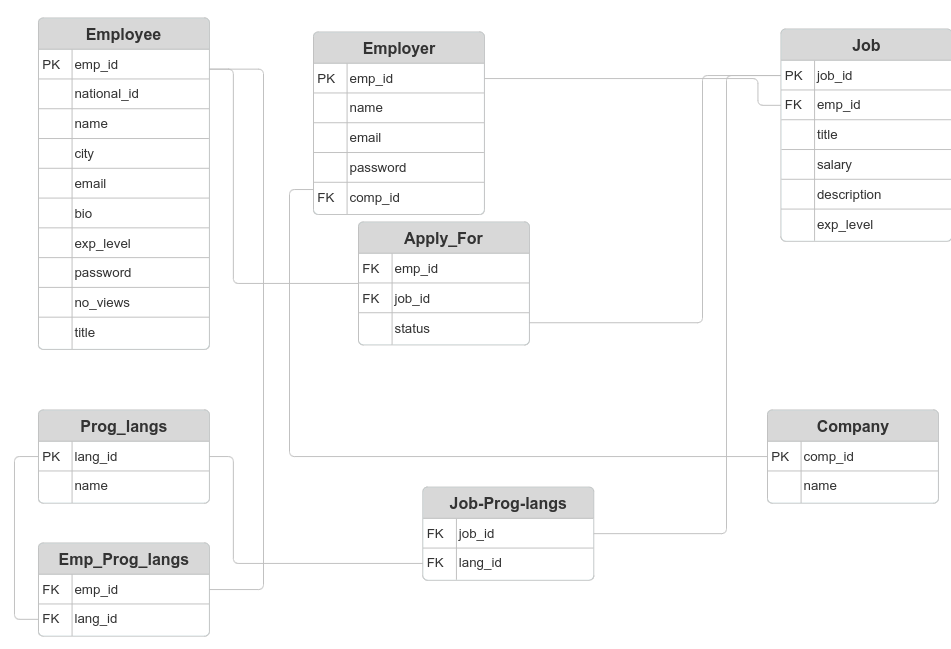 Employee
PK emp_id
national_id
name
city
email
bio
exp_level
password
no_views
title
Employer
PK emp_id
name
email
password
FK comp_id
Job
PK job_id
FK emp_id
title
salary
description
exp_level
Apply_For
FK emp_id
FK job_id
status
Prog_langs
PK lang_id
name
Company
PK comp_id
name
Job-Prog-langs
FK job_id
FK lang_id
Emp_Prog_langs
FK emp_id
FK lang_id